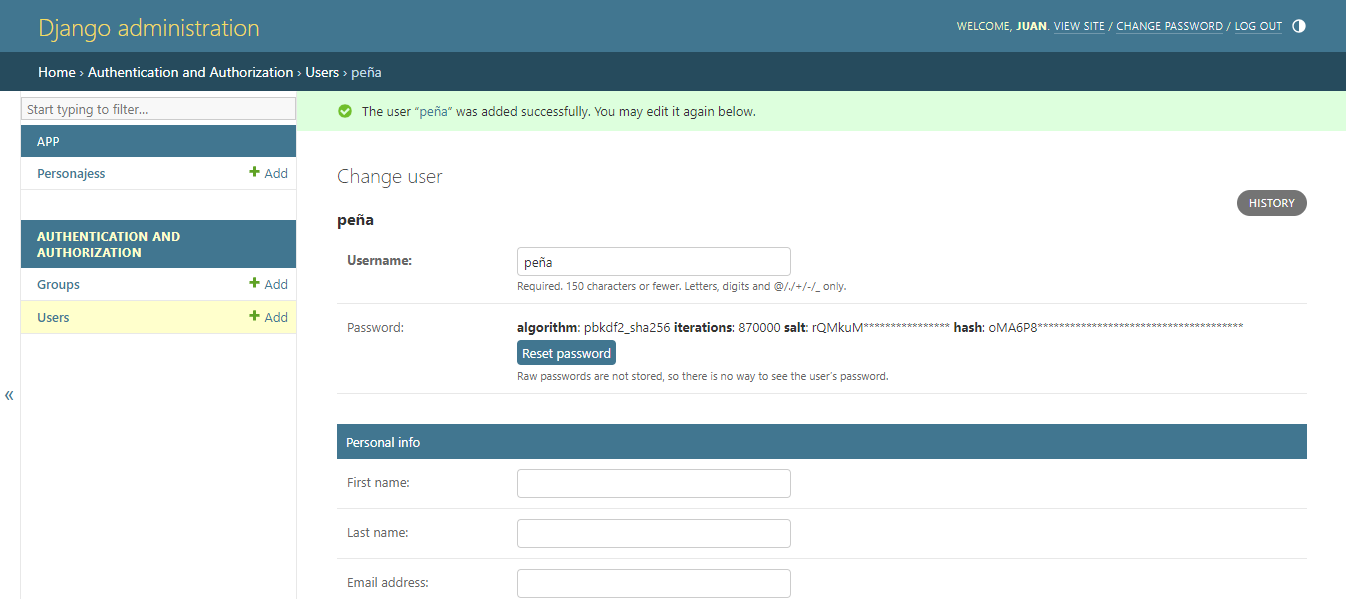 Django administration
WELCOME, JUAN. VIEW SITE / CHANGE PASSWORD / LOG OUT
Home › Authentication and Authorization › Users › peña
Start typing to filter...
APP
Personajess + Add
AUTHENTICATION AND
AUTHORIZATION
Groups + Add
Users + Add
«
The user “peña” was added successfully. You may edit it again below.
Change user
HISTORY
peña
Username: peña
Required. 150 characters or fewer. Letters, digits and @/./+/-/_ only.
Password: algorithm: pbkdf2_sha256 iterations: 870000 salt: rQMkuM**************** hash: oMA6P8**************************************
Reset password
Raw passwords are not stored, so there is no way to see the user’s password.
Personal info
First name:
Last name:
Email address: